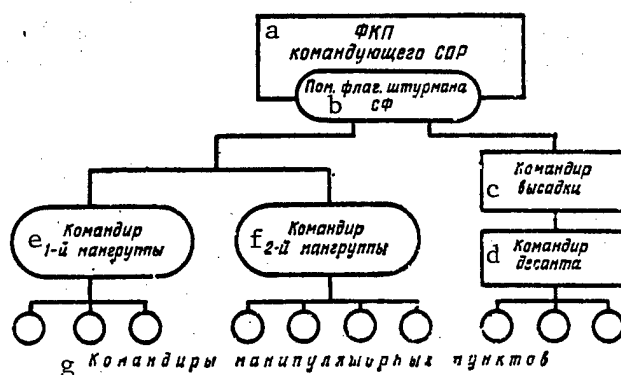 a ФКП
командующего СОР
Пом. флаг. штурмана
b СФ
Командир
c высадки
Командир
e 1-й мангруппы
Командир
f 2-й мангруппы
Командир
d десанта
g Командиры манипуляторных пунктов